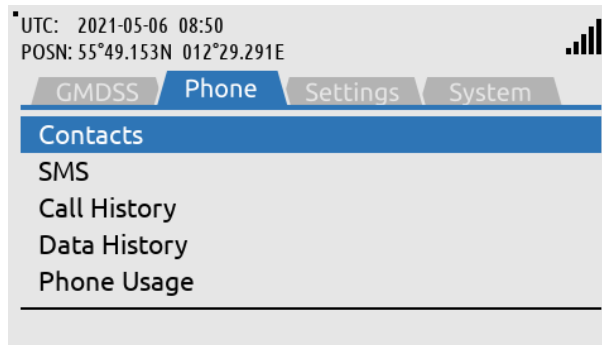 UTC: 2021-05-06 08:50
POSN: 55°49.153N 012°29.291E
GMDSS Phone Settings System
Contacts
SMS
Call History
Data History
Phone Usage